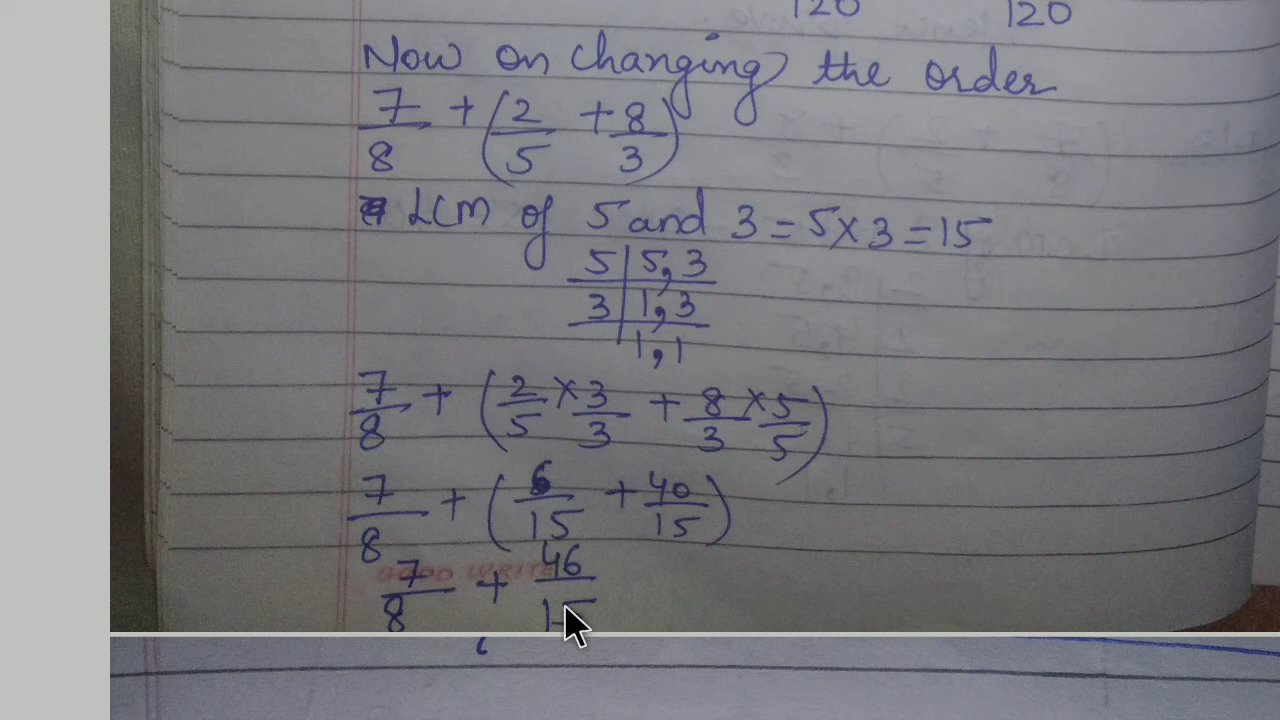 120 120
Now on changing the order
7/8 + (2/5 + 8/3)
LCM of 5 and 3 = 5×3 = 15
5 | 5, 3
3 | 1, 3
1, 1
7/8 + (2/5 × 3/3 + 8/3 × 5/5)
7/8 + (6/15 + 40/15)
7/8 + 46/15